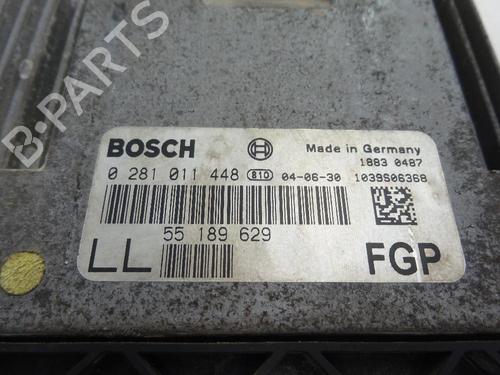 B-PARTS
BOSCH
Made in Germany
1883 0487
0 281 011 448 B10 04-06-30 1039S06368
55 189 629
LL
FGP